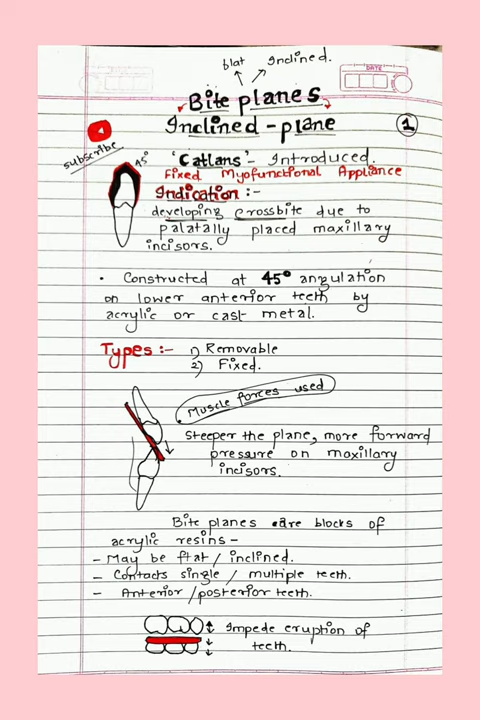 blat Inclined.
DATE
Bite planes
Inclined - plane
1
subscribe
45°
'Catlans' - Introduced.
Fixed Myofunctional Appliance
Indication :-
developing crossbite due to
palatally placed maxillary
incisors.
• Constructed at 45° angulation
on lower anterior teeth by
acrylic or cast metal.
Types :- 1) Removable
2) Fixed.
Muscle forces used
Steeper the plane, more forward
pressure on maxillary
incisors.
Bite planes are blocks of
acrylic resins -
- May be flat / inclined.
- Contacts single / multiple teeth.
- Anterior / posterior teeth.
Impede eruption of
teeth.